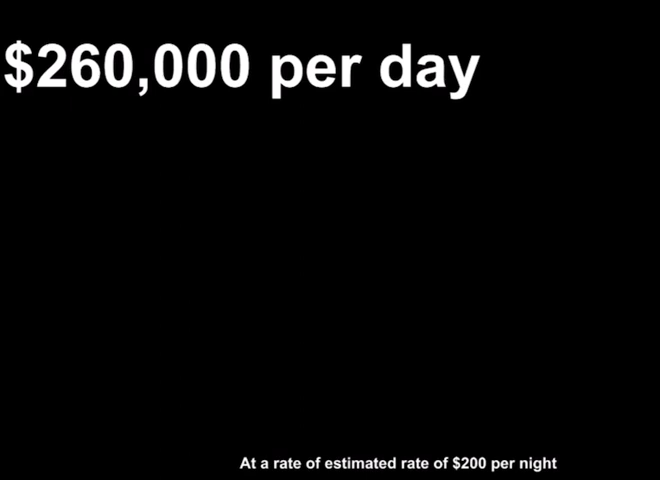 $260,000 per day
At a rate of estimated rate of $200 per night